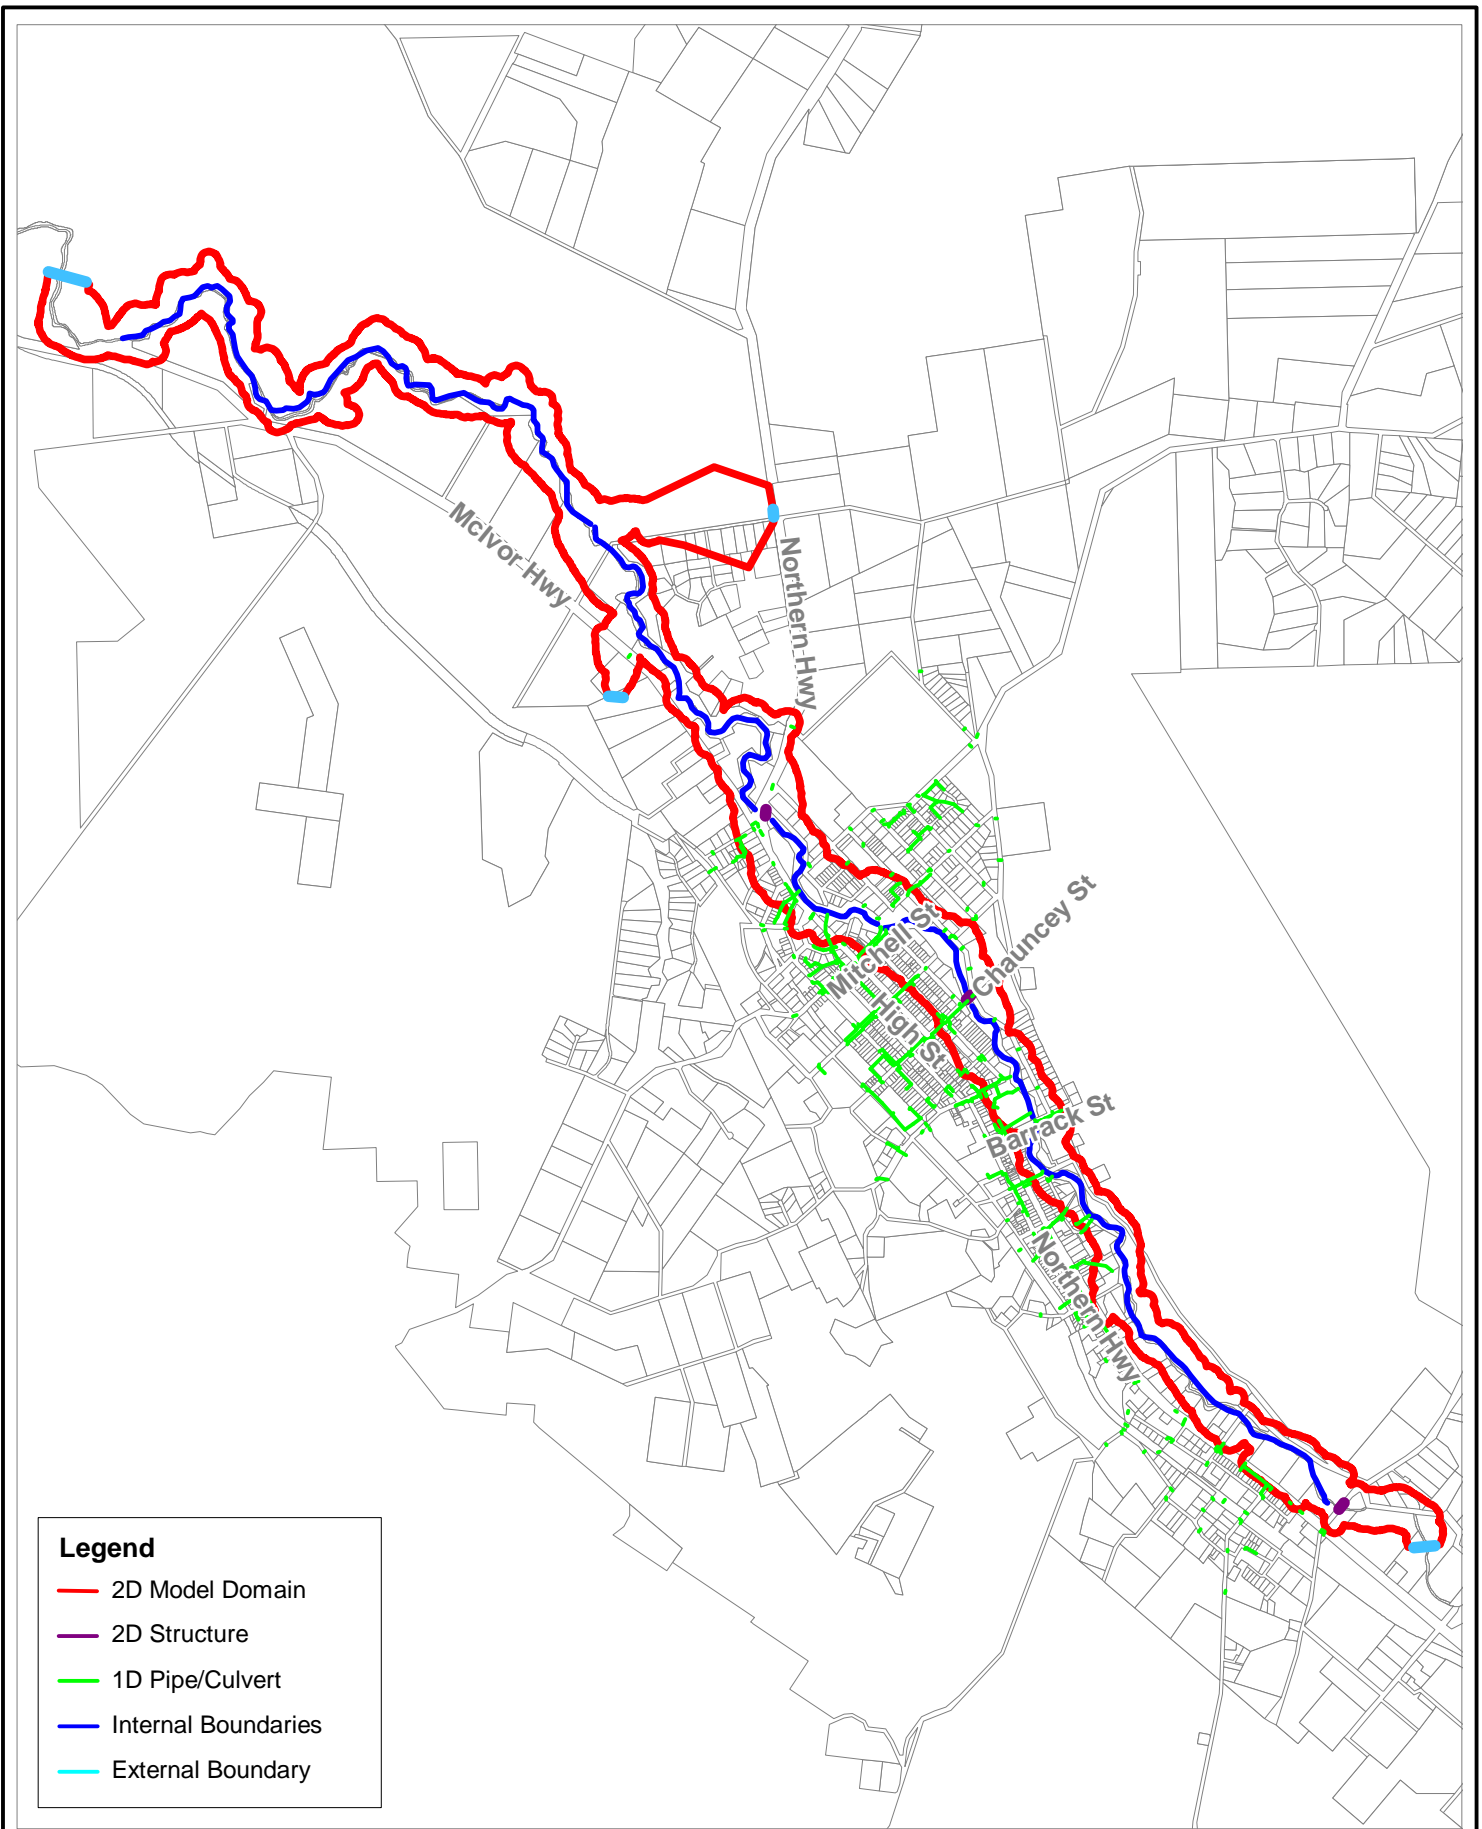 McIvor Hwy
Northern Hwy
Chauncey St
Mitchell St
High St
Barrack St
Northern Hwy
Legend
2D Model Domain
2D Structure
1D Pipe/Culvert
Internal Boundaries
External Boundary